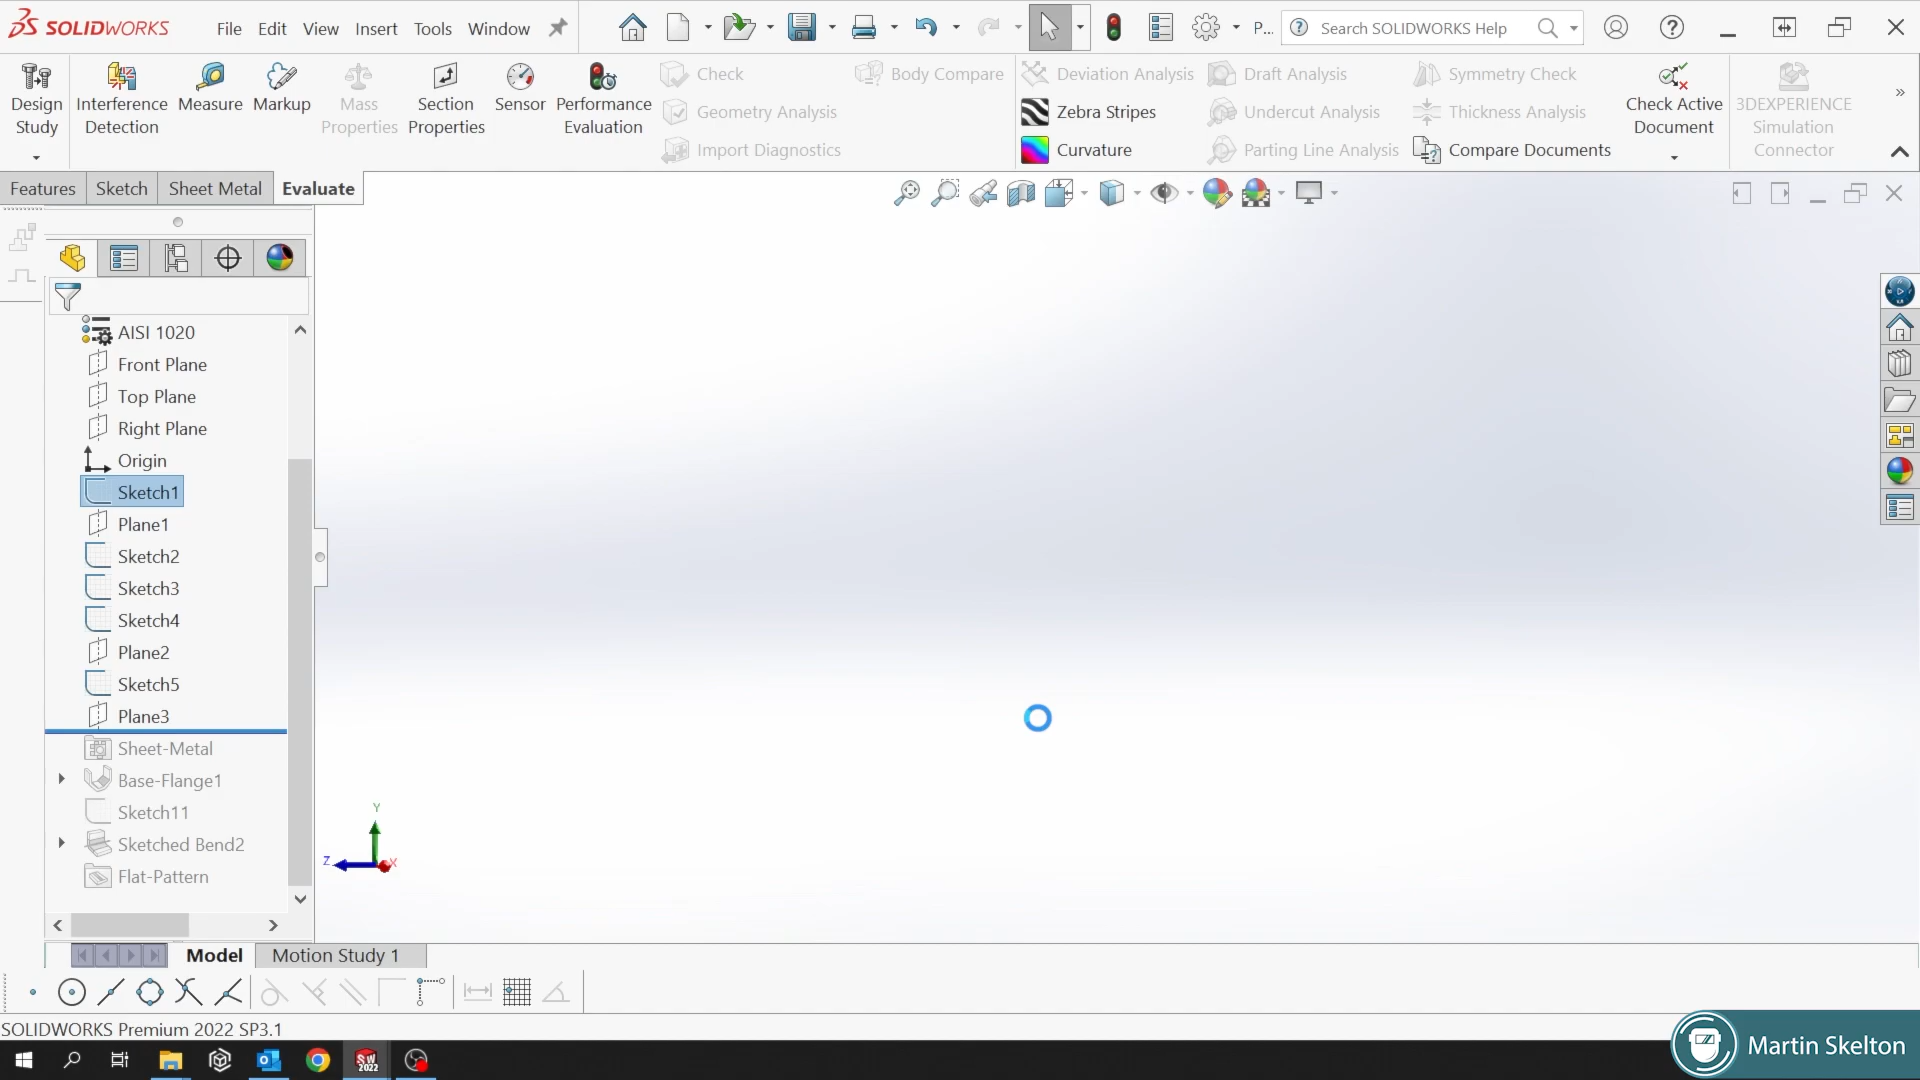 SOLIDWORKS
File Edit View Insert Tools Window
P...
Search SOLIDWORKS Help
Design Study
Interference Detection
Measure
Markup
Mass Properties
Section Properties
Sensor
Performance Evaluation
Check
Geometry Analysis
Import Diagnostics
Body Compare
Deviation Analysis
Zebra Stripes
Curvature
Draft Analysis
Undercut Analysis
Parting Line Analysis
Symmetry Check
Thickness Analysis
Compare Documents
Check Active Document
3DEXPERIENCE Simulation Connector
Features Sketch Sheet Metal Evaluate
AISI 1020
Front Plane
Top Plane
Right Plane
Origin
Sketch1
Plane1
Sketch2
Sketch3
Sketch4
Plane2
Sketch5
Plane3
Sheet-Metal
Base-Flange1
Sketch11
Sketched Bend2
Flat-Pattern
Y
Z
X
Model Motion Study 1
SOLIDWORKS Premium 2022 SP3.1
SW 2022
Martin Skelton